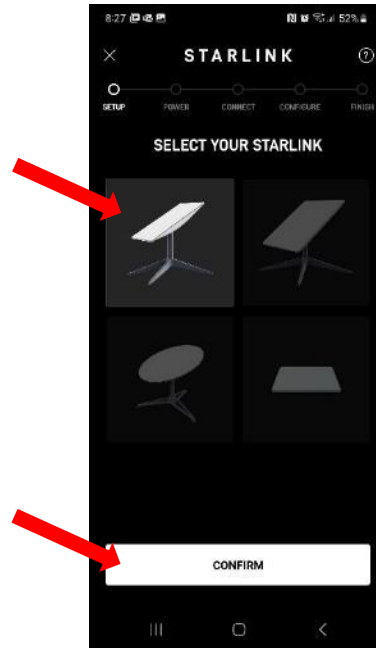 8:27 52%
STARLINK
SETUP POWER CONNECT CONFIGURE FINISH
SELECT YOUR STARLINK
CONFIRM